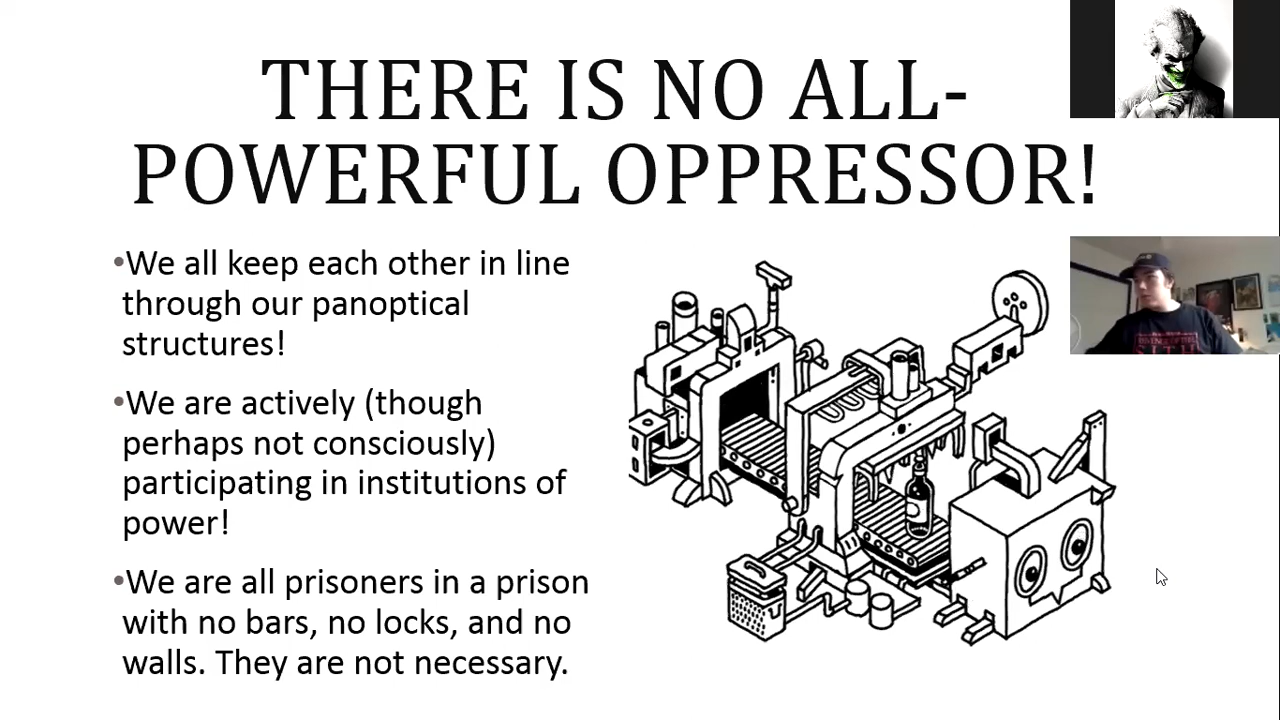 THERE IS NO ALL-
POWERFUL OPPRESSOR!
•We all keep each other in line
through our panoptical
structures!
•We are actively (though
perhaps not consciously)
participating in institutions of
power!
•We are all prisoners in a prison
with no bars, no locks, and no
walls. They are not necessary.
SITH